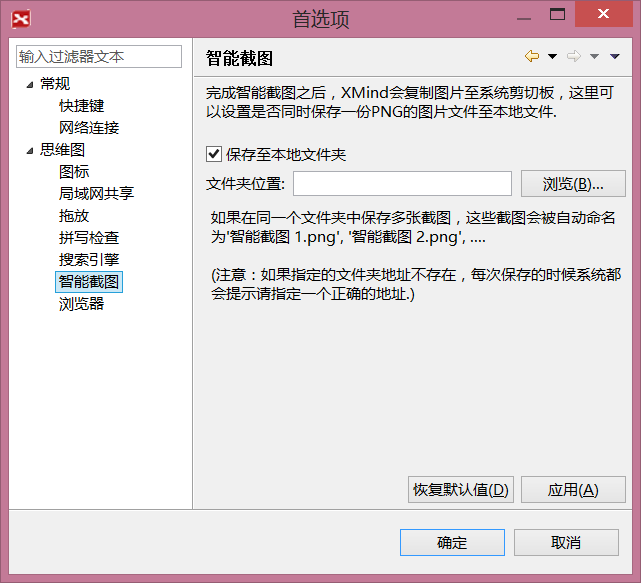 首选项
输入过滤器文本
常规
快捷键
网络连接
思维图
图标
局域网共享
拖放
拼写检查
搜索引擎
智能截图
浏览器
智能截图
完成智能截图之后，XMind会复制图片至系统剪切板，这里可
以设置是否同时保存一份PNG的图片文件至本地文件.
保存至本地文件夹
文件夹位置:
浏览(B)...
如果在同一个文件夹中保存多张截图，这些截图会被自动命名
为'智能截图 1.png', '智能截图 2.png', ....
(注意：如果指定的文件夹地址不存在，每次保存的时候系统都
会提示请指定一个正确的地址.)
恢复默认值(D)
应用(A)
确定
取消